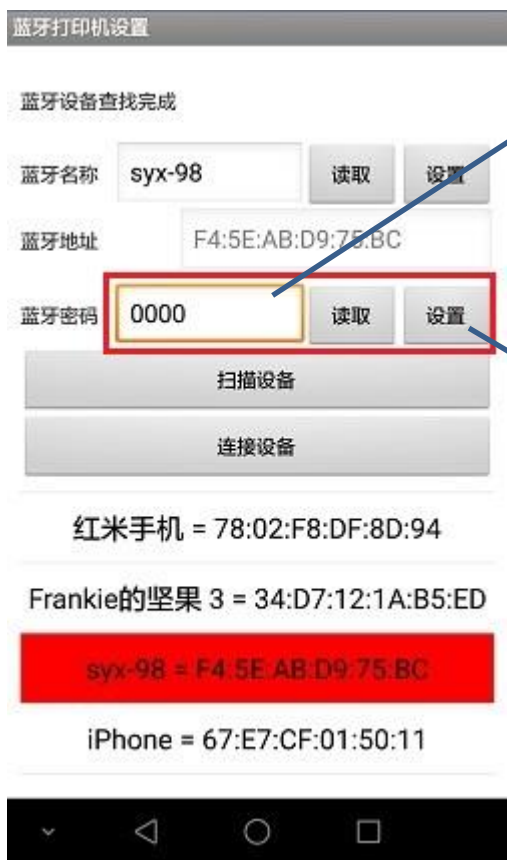 蓝牙打印机设置
蓝牙设备查找完成
蓝牙名称 syx-98 读取 设置
蓝牙地址 F4:5E:AB:D9:75:BC
蓝牙密码 0000 读取 设置
扫描设备
连接设备
红米手机 = 78:02:F8:DF:8D:94
Frankie的坚果 3 = 34:D7:12:1A:B5:ED
syx-98 = F4:5E:AB:D9:75:BC
iPhone = 67:E7:CF:01:50:11